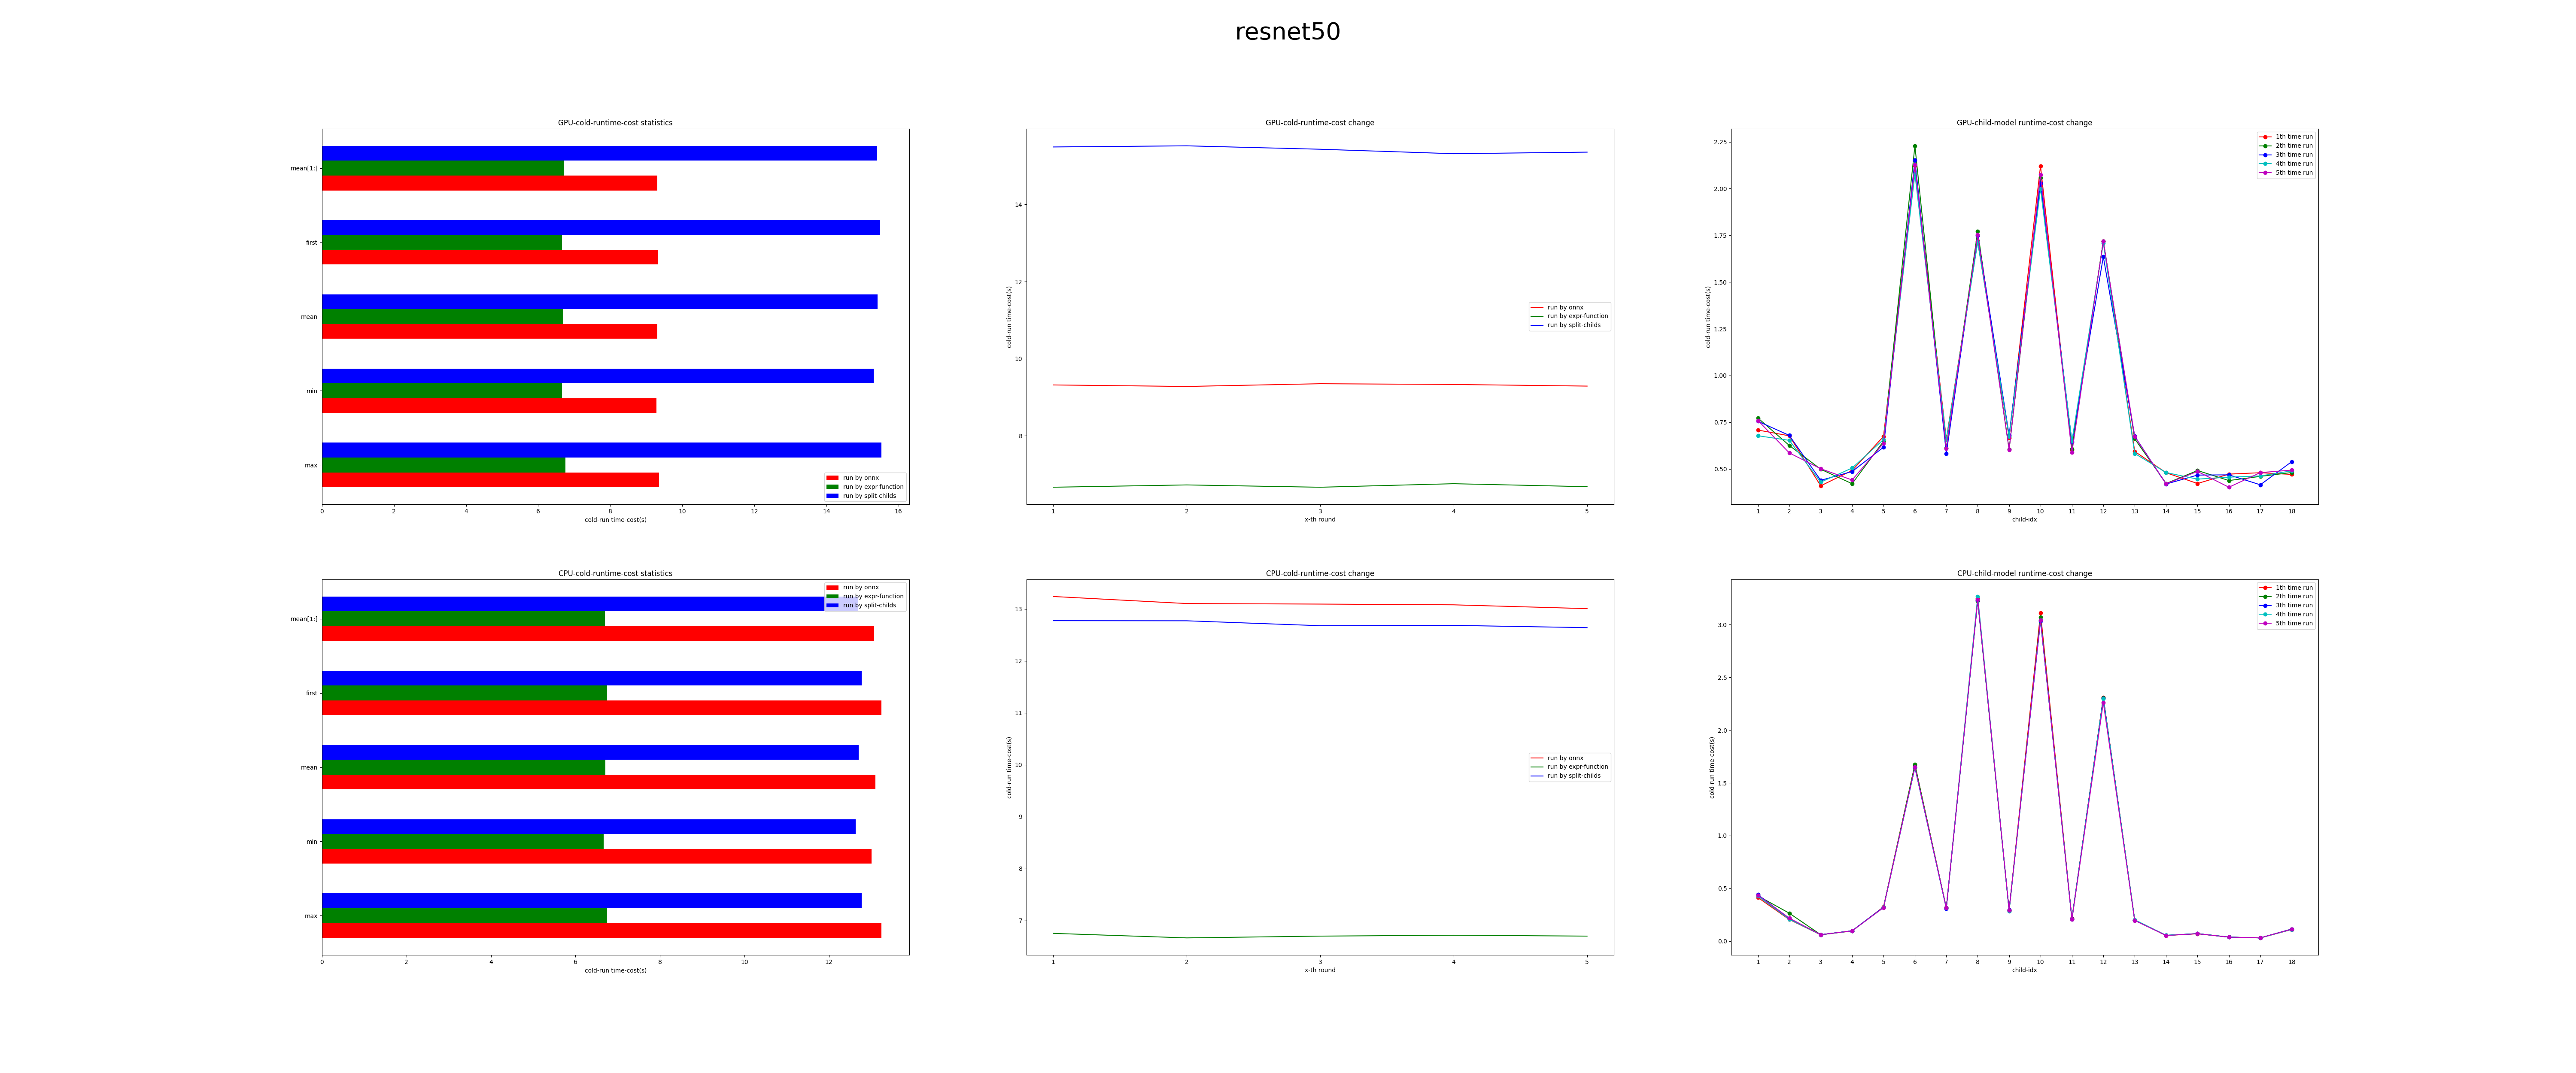 resnet50
GPU-cold-runtime-cost statistics
mean[1:]
first
mean
min
max
run by onnx
run by expr-function
run by split-childs
0 2 4 6 8 10 12 14 16
cold-run time-cost(s)
GPU-cold-runtime-cost change
cold-run time-cost(s)
14
12
10
8
run by onnx
run by expr-function
run by split-childs
1 2 3 4 5
x-th round
GPU-child-model runtime-cost change
cold-run time-cost(s)
2.25
2.00
1.75
1.50
1.25
1.00
0.75
0.50
1th time run
2th time run
3th time run
4th time run
5th time run
1 2 3 4 5 6 7 8 9 10 11 12 13 14 15 16 17 18
child-idx
CPU-cold-runtime-cost statistics
run by onnx
run by expr-function
run by split-childs
mean[1:]
first
mean
min
max
0 2 4 6 8 10 12
cold-run time-cost(s)
CPU-cold-runtime-cost change
cold-run time-cost(s)
13
12
11
10
9
8
7
run by onnx
run by expr-function
run by split-childs
1 2 3 4 5
x-th round
CPU-child-model runtime-cost change
cold-run time-cost(s)
3.0
2.5
2.0
1.5
1.0
0.5
0.0
1th time run
2th time run
3th time run
4th time run
5th time run
1 2 3 4 5 6 7 8 9 10 11 12 13 14 15 16 17 18
child-idx